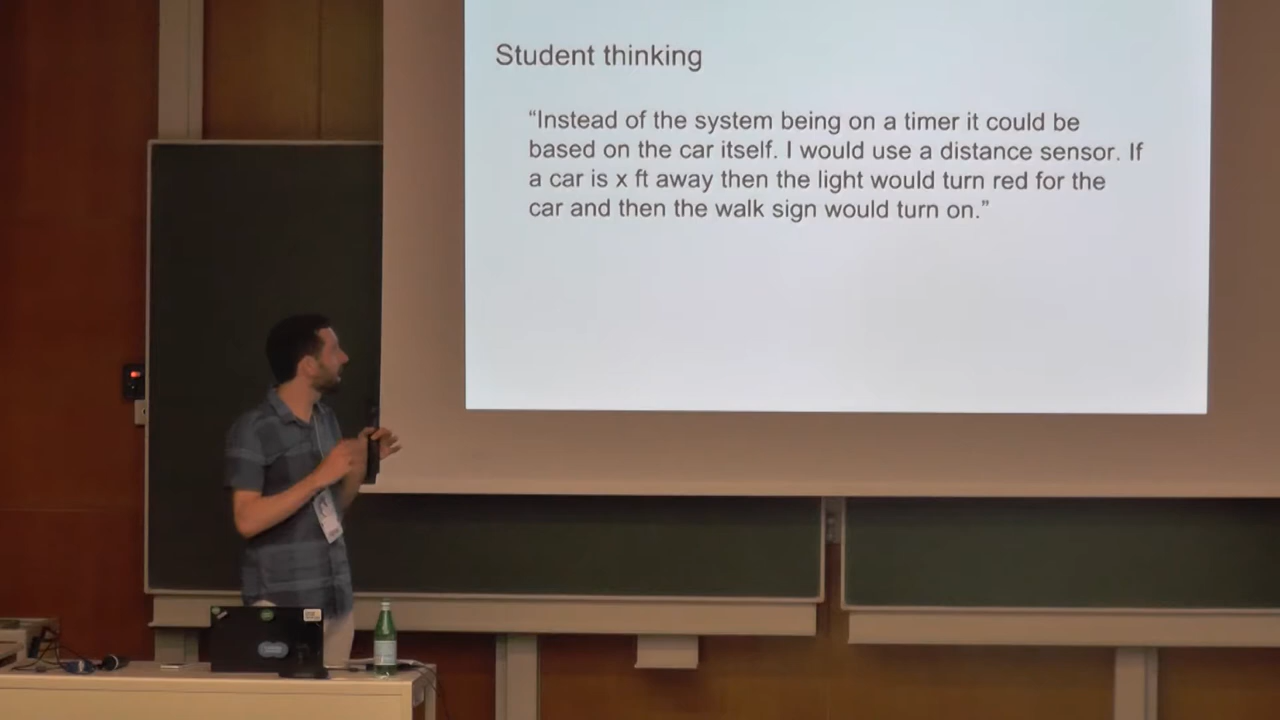 Student thinking
“Instead of the system being on a timer it could be
based on the car itself. I would use a distance sensor. If
a car is x ft away then the light would turn red for the
car and then the walk sign would turn on.”